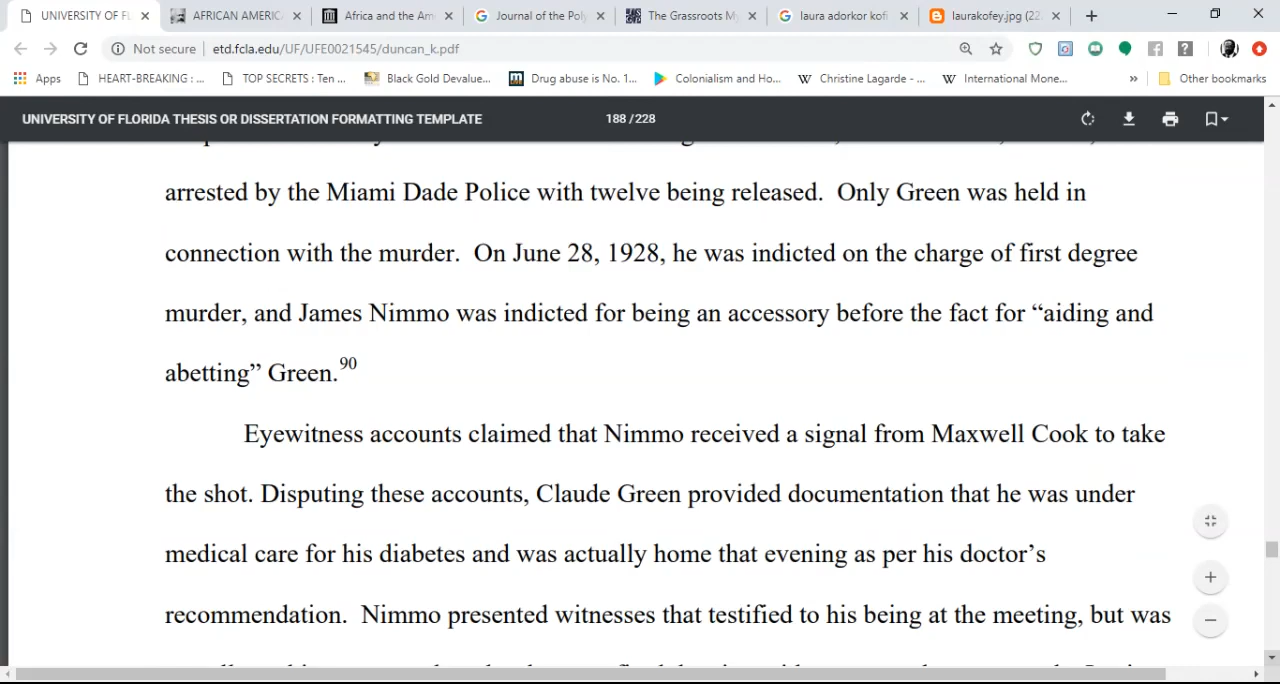 UNIVERSITY OF FL
AFRICAN AMERIC
Africa and the Am
Journal of the Pol
The Grassroots M
laura adorkor kof
laurakofey.jpg (22
Not secure | etd.fcla.edu/UF/UFE0021545/duncan_k.pdf
Apps
HEART-BREAKING : ...
TOP SECRETS : Ten ...
Black Gold Devalue...
Drug abuse is No. 1...
Colonialism and Ho...
Christine Lagarde - ...
International Mone...
»
Other bookmarks
UNIVERSITY OF FLORIDA THESIS OR DISSERTATION FORMATTING TEMPLATE
188 / 228
arrested by the Miami Dade Police with twelve being released. Only Green was held in
connection with the murder. On June 28, 1928, he was indicted on the charge of first degree
murder, and James Nimmo was indicted for being an accessory before the fact for “aiding and
abetting” Green.90
Eyewitness accounts claimed that Nimmo received a signal from Maxwell Cook to take
the shot. Disputing these accounts, Claude Green provided documentation that he was under
medical care for his diabetes and was actually home that evening as per his doctor’s
recommendation. Nimmo presented witnesses that testified to his being at the meeting, but was